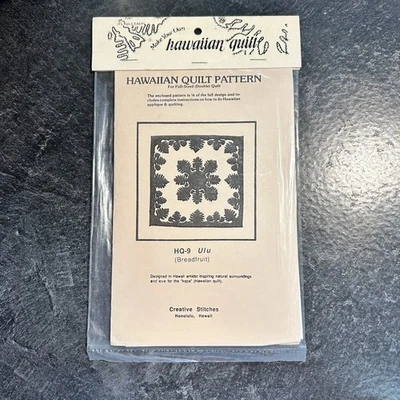 Make Your Own
hawaiian quilt
HAWAIIAN QUILT PATTERN
For Full-Sized (Double) Quilt
The enclosed pattern is ⅛ of the full design and in-
cludes complete instructions on how to do Hawaiian
applique & quilting.
HQ-9 Ulu
(Breadfruit)
Designed in Hawaii amidst inspiring natural surroundings
and love for the "kapa" (Hawaiian quilt).
Creative Stitches
Honolulu, Hawaii